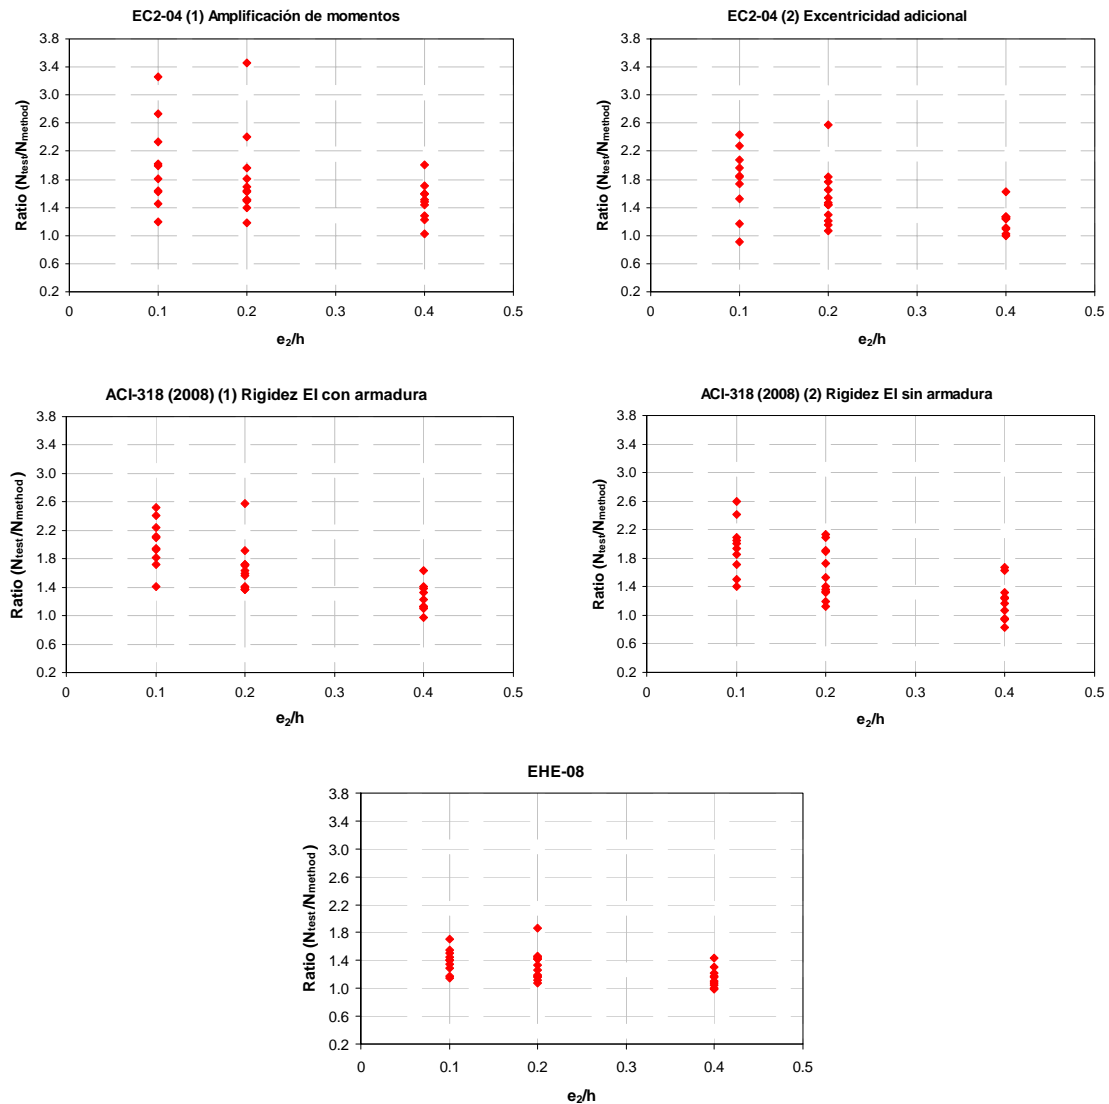 EC2-04 (1) Amplificación de momentos
3.8
3.4
3.0
2.6
2.2
1.8
1.4
1.0
0.6
0.2
0 0.1 0.2 0.3 0.4 0.5
Ratio (Ntest/Nmethod)
e2/h
EC2-04 (2) Excentricidad adicional
3.8
3.4
3.0
2.6
2.2
1.8
1.4
1.0
0.6
0.2
0 0.1 0.2 0.3 0.4 0.5
Ratio (Ntest/Nmethod)
e2/h
ACI-318 (2008) (1) Rigidez EI con armadura
3.8
3.4
3.0
2.6
2.2
1.8
1.4
1.0
0.6
0.2
0 0.1 0.2 0.3 0.4 0.5
Ratio (Ntest/Nmethod)
e2/h
ACI-318 (2008) (2) Rigidez EI sin armadura
3.8
3.4
3.0
2.6
2.2
1.8
1.4
1.0
0.6
0.2
0 0.1 0.2 0.3 0.4 0.5
Ratio (Ntest/Nmethod)
e2/h
EHE-08
3.8
3.4
3.0
2.6
2.2
1.8
1.4
1.0
0.6
0.2
0 0.1 0.2 0.3 0.4 0.5
Ratio (Ntest/Nmethod)
e2/h